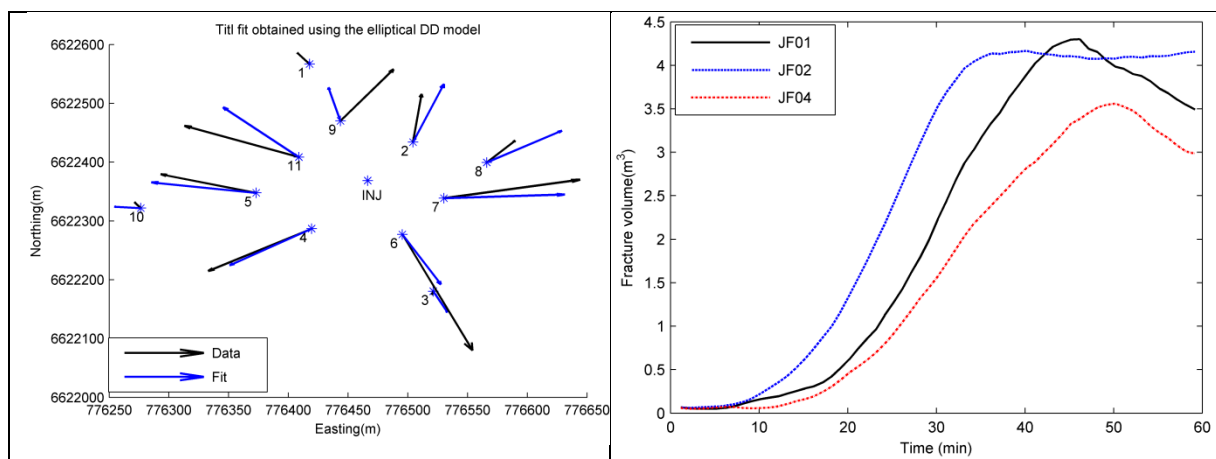 Titl fit obtained using the elliptical DD model
6622600
6622500
6622400
6622300
6622200
6622100
6622000
Northing(m)
1
9
2
11
8
INJ
5
7
10
4
6
3
Data
Fit
776250 776300 776350 776400 776450 776500 776550 776600 776650
Easting(m)
4.5
4
3.5
3
2.5
2
1.5
1
0.5
0
Fracture volume(m³)
JF01
JF02
JF04
0 10 20 30 40 50 60
Time (min)